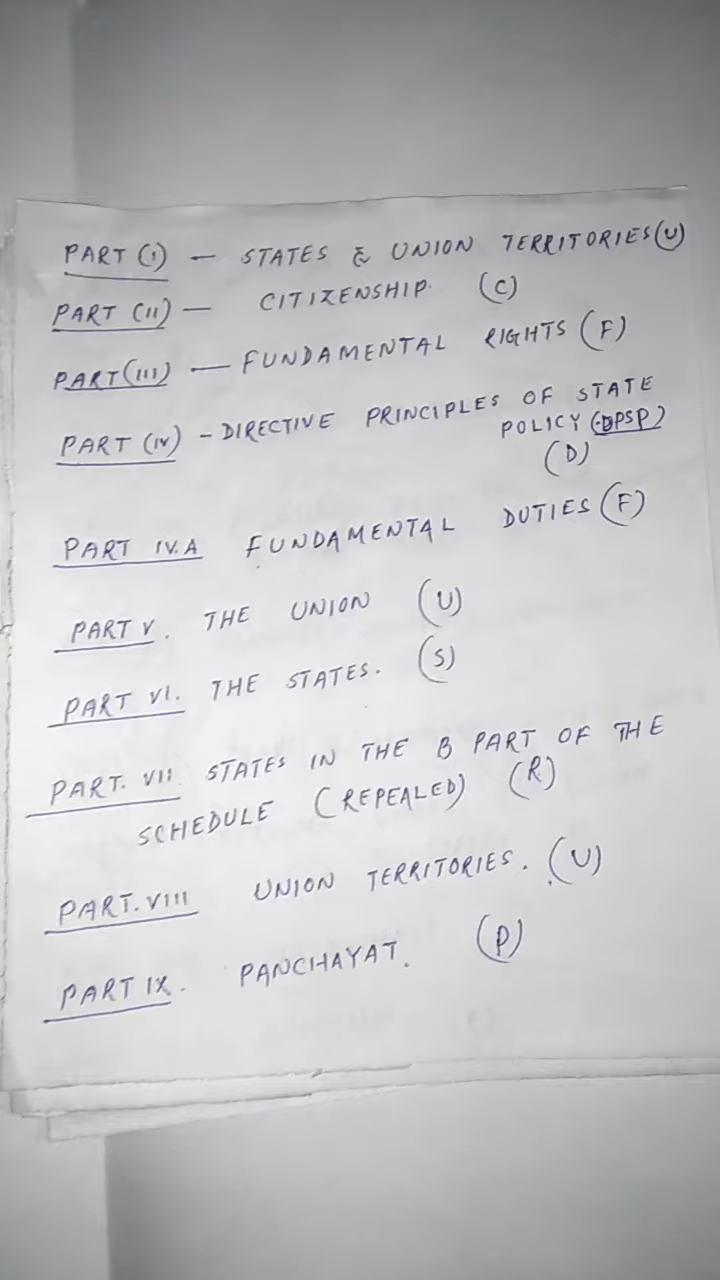 PART (I) — STATES & UNION TERRITORIES (U)
PART (II) — CITIZENSHIP. (C)
PART (III) — FUNDAMENTAL RIGHTS (F)
PART (IV) - DIRECTIVE PRINCIPLES OF STATE
POLICY (DPSP)
(D)
PART IV.A FUNDAMENTAL DUTIES (F)
PART V. THE UNION (U)
PART VI. THE STATES. (S)
PART. VII STATES IN THE B PART OF THE
SCHEDULE (REPEALED) (R)
PART. VIII UNION TERRITORIES. (U)
PART IX. PANCHAYAT. (P)